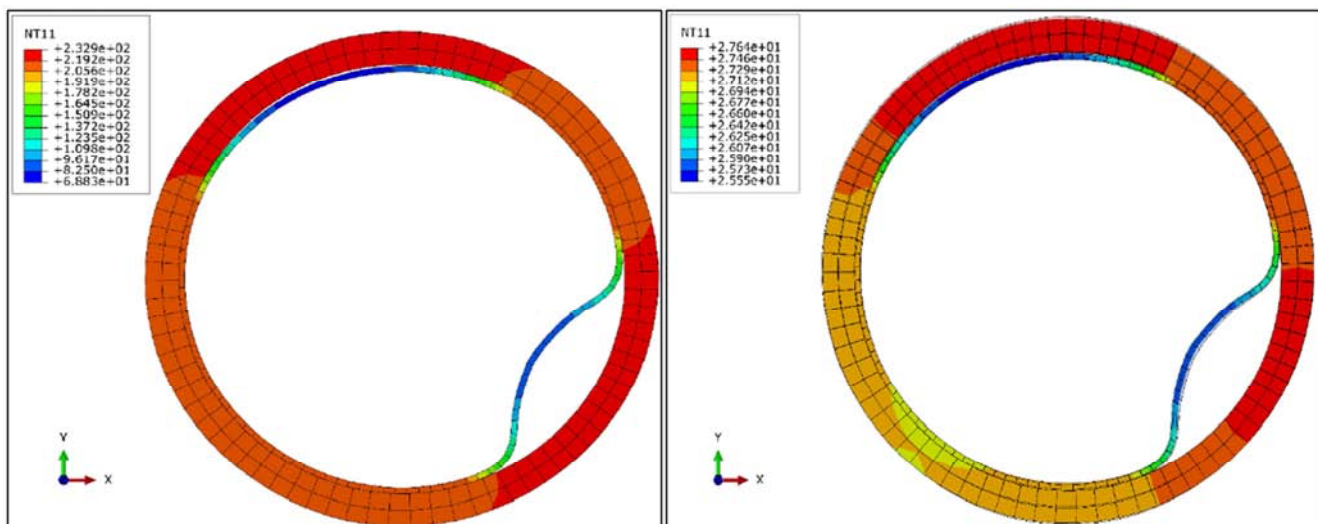 NT11
+2.329e+02
+2.192e+02
+2.056e+02
+1.919e+02
+1.782e+02
+1.645e+02
+1.509e+02
+1.372e+02
+1.235e+02
+1.098e+02
+9.617e+01
+8.250e+01
+6.883e+01
Y
X
NT11
+2.764e+01
+2.746e+01
+2.729e+01
+2.712e+01
+2.694e+01
+2.677e+01
+2.660e+01
+2.642e+01
+2.625e+01
+2.607e+01
+2.590e+01
+2.573e+01
+2.555e+01
Y
X